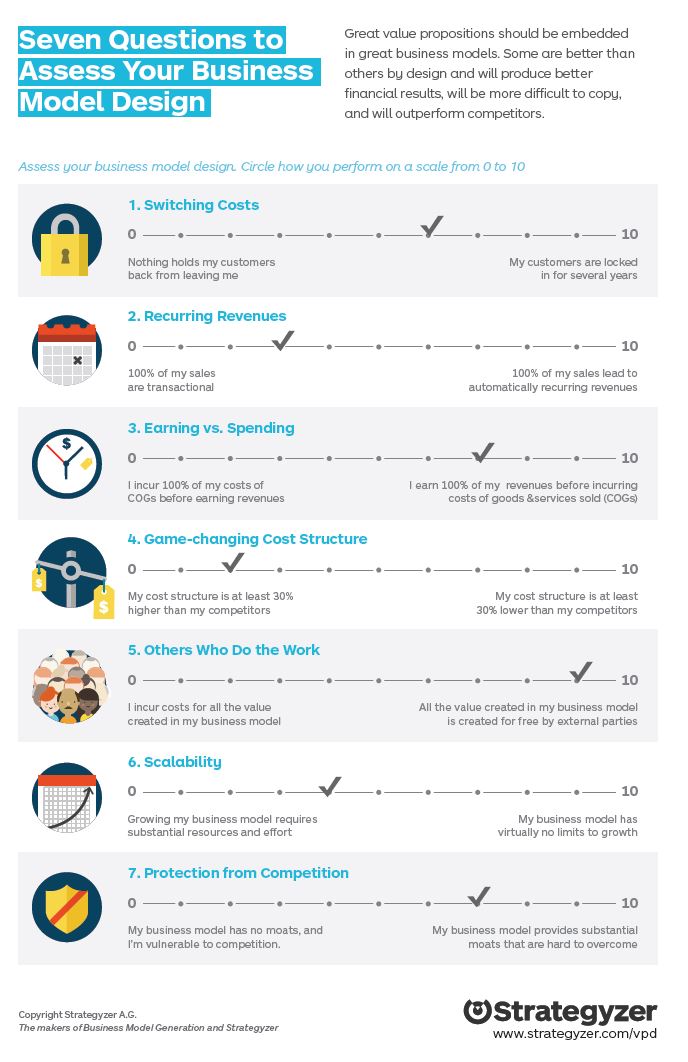 Seven Questions to
Assess Your Business
Model Design
Great value propositions should be embedded
in great business models. Some are better than
others by design and will produce better
financial results, will be more difficult to copy,
and will outperform competitors.
Assess your business model design. Circle how you perform on a scale from 0 to 10
1. Switching Costs
0 10
Nothing holds my customers
back from leaving me
My customers are locked
in for several years
2. Recurring Revenues
0 10
100% of my sales
are transactional
100% of my sales lead to
automatically recurring revenues
$
3. Earning vs. Spending
0 10
I incur 100% of my costs of
COGs before earning revenues
I earn 100% of my revenues before incurring
costs of goods &services sold (COGs)
4. Game-changing Cost Structure
0 10
$
$
My cost structure is at least 30%
higher than my competitors
My cost structure is at least
30% lower than my competitors
5. Others Who Do the Work
0 10
I incur costs for all the value
created in my business model
All the value created in my business model
is created for free by external parties
6. Scalability
0 10
Growing my business model requires
substantial resources and effort
My business model has
virtually no limits to growth
7. Protection from Competition
0 10
My business model has no moats, and
I'm vulnerable to competition.
My business model provides substantial
moats that are hard to overcome
Copyright Strategyzer A.G.
The makers of Business Model Generation and Strategyzer
Strategyzer
www.strategyzer.com/vpd